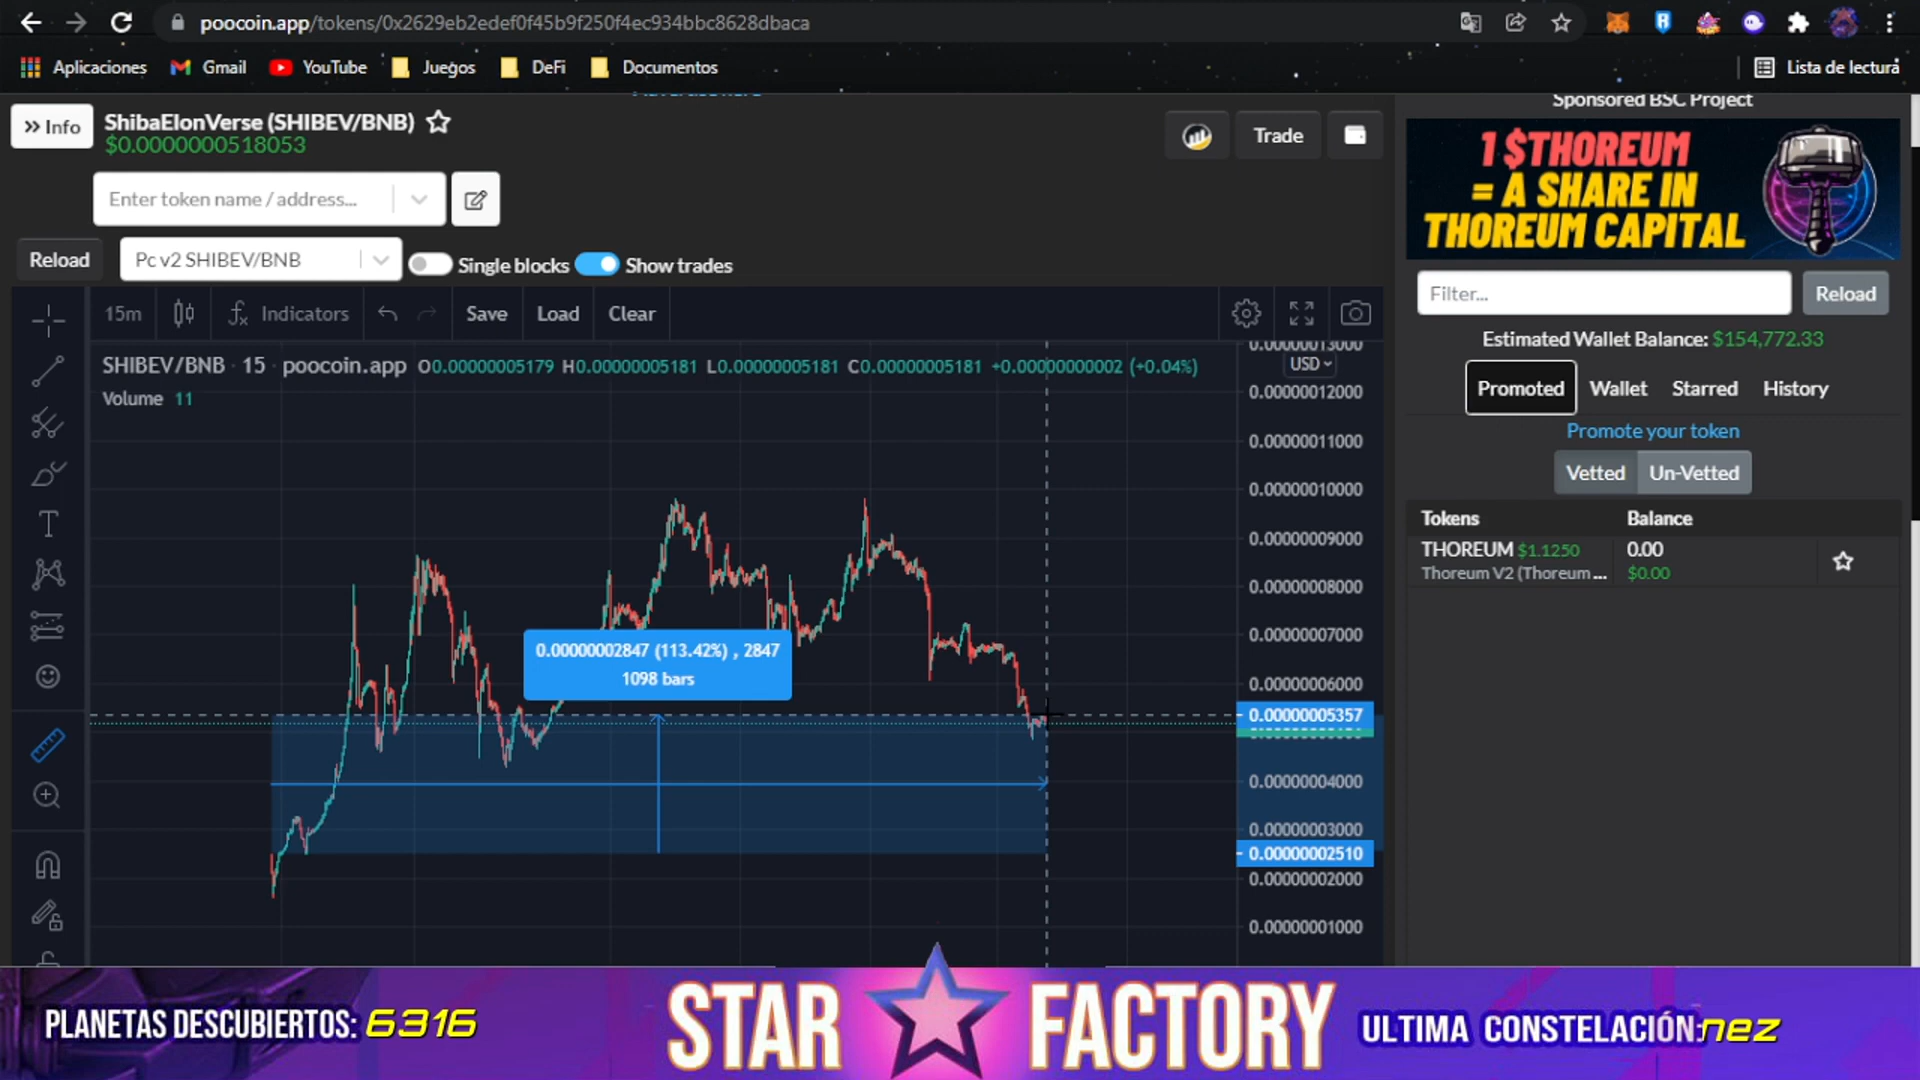 poocoin.app/tokens/0x2629eb2edef0f45b9f250f4ec934bbc8628dbaca
Aplicaciones
Gmail
YouTube
Juegos
DeFi
Documentos
Lista de lectura
Info
ShibaElonVerse (SHIBEV/BNB)
$0.0000000518053
Trade
Enter token name / address...
Reload
Pc v2 SHIBEV/BNB
Single blocks
Show trades
15m
Indicators
Save
Load
Clear
SHIBEV/BNB · 15 · poocoin.app O0.00000005179 H0.00000005181 L0.00000005181 C0.00000005181 +0.00000000002 (+0.04%)
Volume 11
0.00000013000
USD
0.00000012000
0.00000011000
0.00000010000
0.00000009000
0.00000008000
0.00000007000
0.00000006000
0.00000005357
0.00000004000
0.00000003000
0.00000002510
0.00000002000
0.00000001000
0.00000002847 (113.42%) , 2847
1098 bars
Sponsored BSC Project
1 $THOREUM
= A SHARE IN
THOREUM CAPITAL
Filter...
Reload
Estimated Wallet Balance: $154,772.33
Promoted
Wallet
Starred
History
Promote your token
Vetted
Un-Vetted
Tokens
Balance
THOREUM $1.1250
0.00
Thoreum V2 (Thoreum ...
$0.00
PLANETAS DESCUBIERTOS: 6316
STAR FACTORY
ULTIMA CONSTELACIÓN: nez